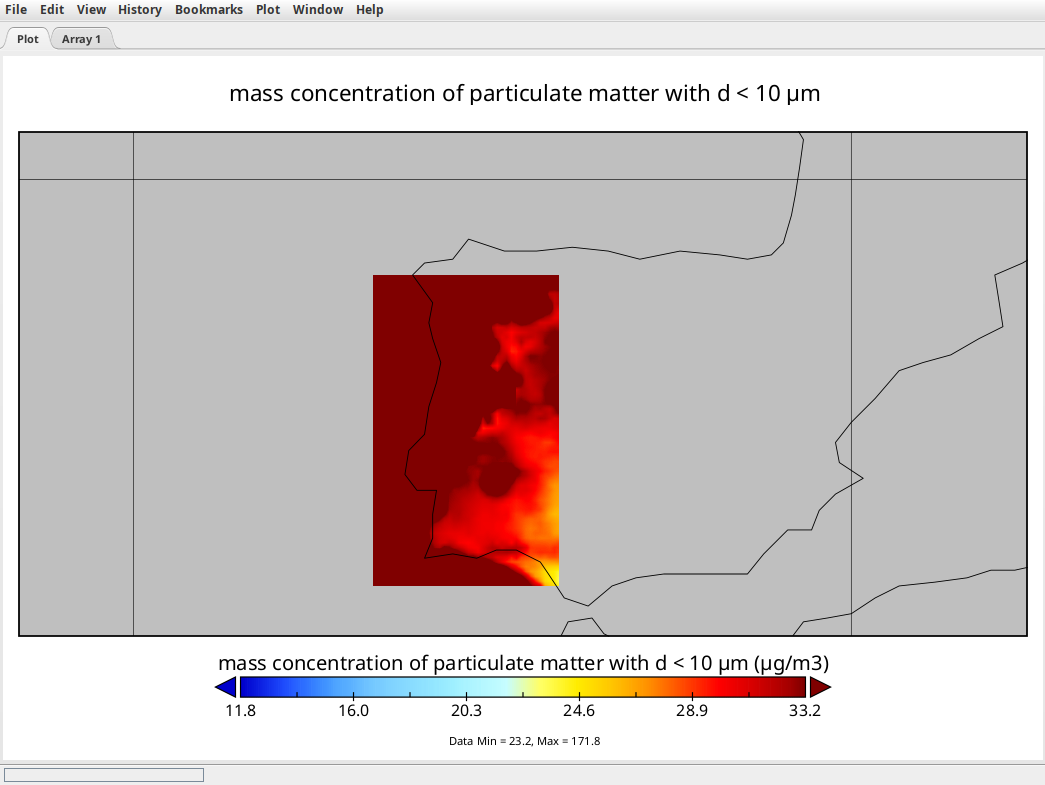 File Edit View History Bookmarks Plot Window Help
Plot Array 1
mass concentration of particulate matter with d < 10 µm
mass concentration of particulate matter with d < 10 µm (µg/m3)
11.8 16.0 20.3 24.6 28.9 33.2
Data Min = 23.2, Max = 171.8